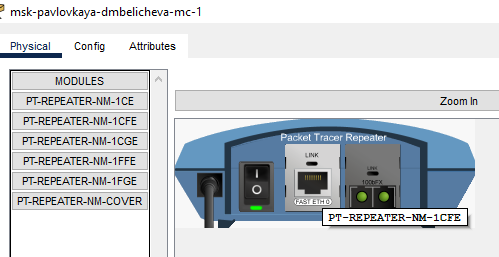 msk-pavlovkaya-dmbelicheva-mc-1
Physical Config Attributes
MODULES
PT-REPEATER-NM-1CE
PT-REPEATER-NM-1CFE
PT-REPEATER-NM-1CGE
PT-REPEATER-NM-1FFE
PT-REPEATER-NM-1FGE
PT-REPEATER-NM-COVER
Zoom In
Packet Tracer Repeater
LINK LINK
100bFX
FAST ETH 0
PT-REPEATER-NM-1CFE